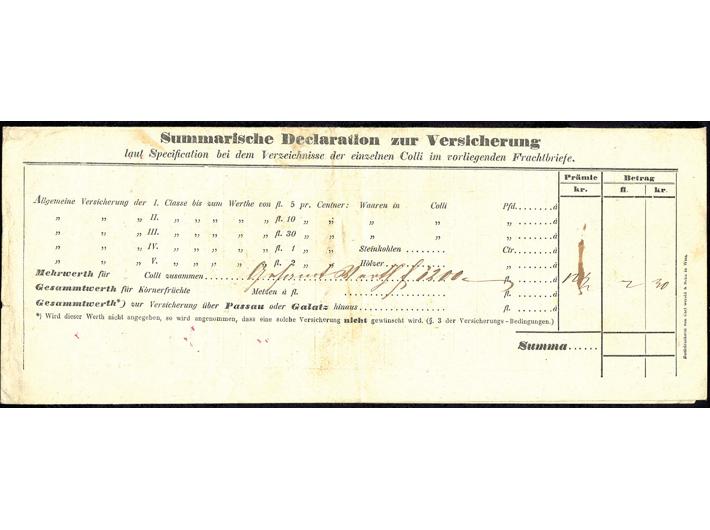 Summarische Declaration zur Versicherung
laut Specification bei dem Verzeichnisse der einzelnen Colli im vorliegenden Frachtbriefe.
Prämie Betrag
kr. fl. kr.
Allgemeine Versicherung der I. Classe bis zum Werthe von fl. 5 pr. Centner: Waaren in Colli Pfd.......à
„ „ „ II. „ „ „ „ „ fl. 10 „ „ „ „ „.......à
„ „ „ III. „ „ „ „ „ fl. 30 „ „ „ „ „.......à
„ „ „ IV. „ „ „ „ „ fl. 1 „ „ Steinkohlen........ Ctr.......à
„ „ „ V. „ „ „ „ „ fl. 2 „ „ Hölzer........ „.......à
Mehrwerth für Colli zusammen........ Werth f 1200 fl.......à 2 30
Gesammtwerth für Körnerfrüchte Metzen à fl. ........ fl.......à
Gesammtwerth*) zur Versicherung über Passau oder Galatz hinaus........ fl.......à
*) Wird dieser Werth nicht angegeben, so wird angenommen, dass eine solche Versicherung nicht gewünscht wird. (§. 3 der Versicherungs-Bedingungen.)
Summa......